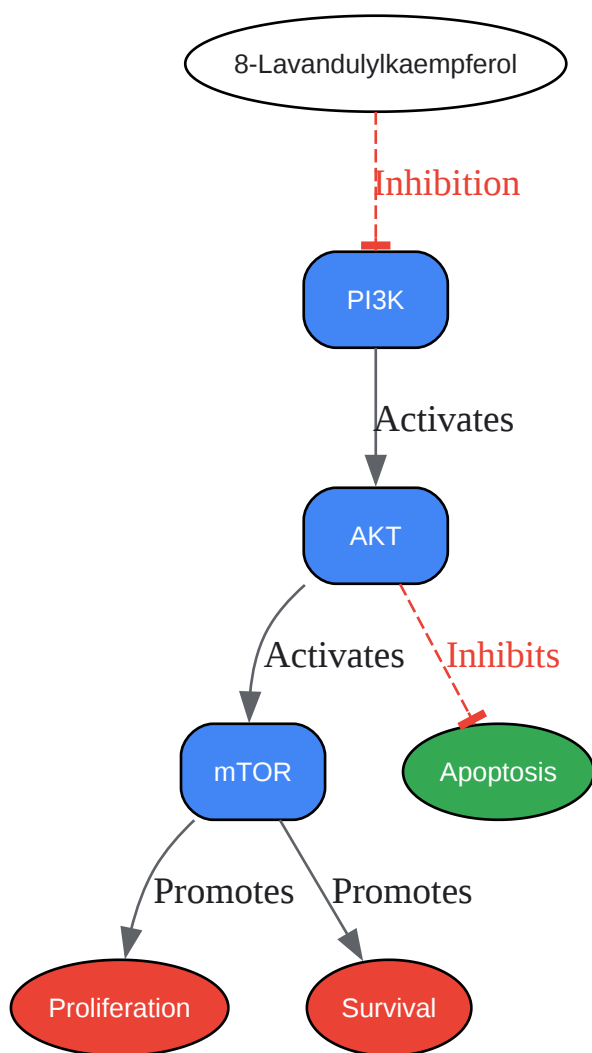 8-Lavandulylkaempferol
Inhibition
PI3K
Activates
AKT
Activates
Inhibits
mTOR
Apoptosis
Promotes
Promotes
Proliferation
Survival